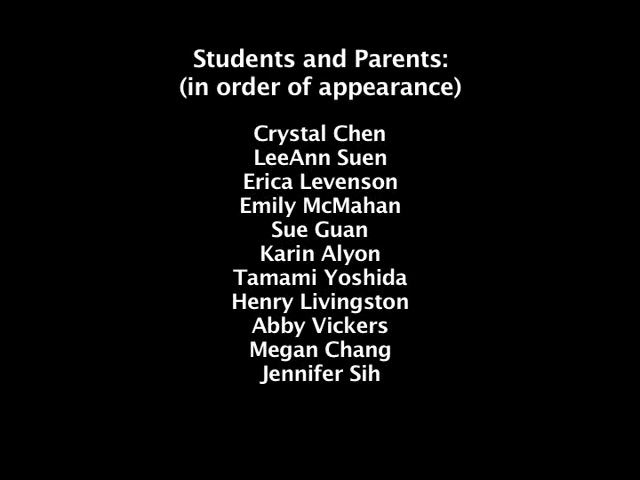 Students and Parents:
(in order of appearance)
Crystal Chen
LeeAnn Suen
Erica Levenson
Emily McMahan
Sue Guan
Karin Alyon
Tamami Yoshida
Henry Livingston
Abby Vickers
Megan Chang
Jennifer Sih